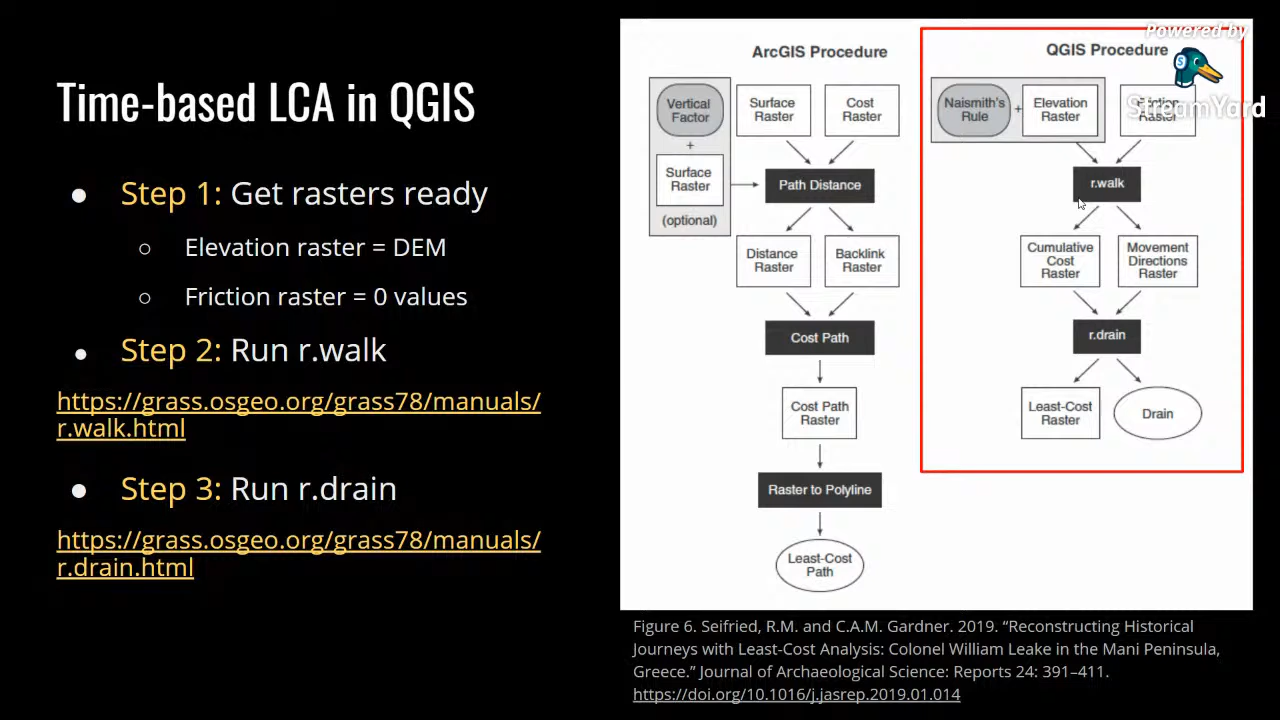 Time-based LCA in QGIS
● Step 1: Get rasters ready
○ Elevation raster = DEM
○ Friction raster = 0 values
● Step 2: Run r.walk
https://grass.osgeo.org/grass78/manuals/
r.walk.html
● Step 3: Run r.drain
https://grass.osgeo.org/grass78/manuals/
r.drain.html
ArcGIS Procedure
Vertical
Factor
+
Surface
Raster
(optional)
Surface
Raster
Cost
Raster
Path Distance
Distance
Raster
Backlink
Raster
Cost Path
Cost Path
Raster
Raster to Polyline
Least-Cost
Path
QGIS Procedure
Naismith's
Rule
+
Elevation
Raster
Friction
Raster
r.walk
Cumulative
Cost
Raster
Movement
Directions
Raster
r.drain
Least-Cost
Raster
Drain
Powered by
S
StreamYard
Figure 6. Seifried, R.M. and C.A.M. Gardner. 2019. “Reconstructing Historical
Journeys with Least-Cost Analysis: Colonel William Leake in the Mani Peninsula,
Greece.” Journal of Archaeological Science: Reports 24: 391–411.
https://doi.org/10.1016/j.jasrep.2019.01.014